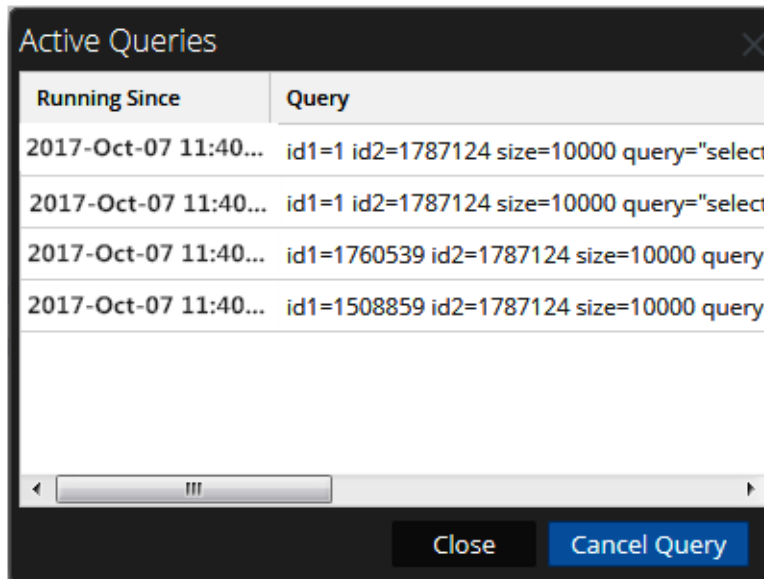 Active Queries
Running Since Query
2017-Oct-07 11:40... id1=1 id2=1787124 size=10000 query="select
2017-Oct-07 11:40... id1=1 id2=1787124 size=10000 query="select
2017-Oct-07 11:40... id1=1760539 id2=1787124 size=10000 query
2017-Oct-07 11:40... id1=1508859 id2=1787124 size=10000 query
Close Cancel Query